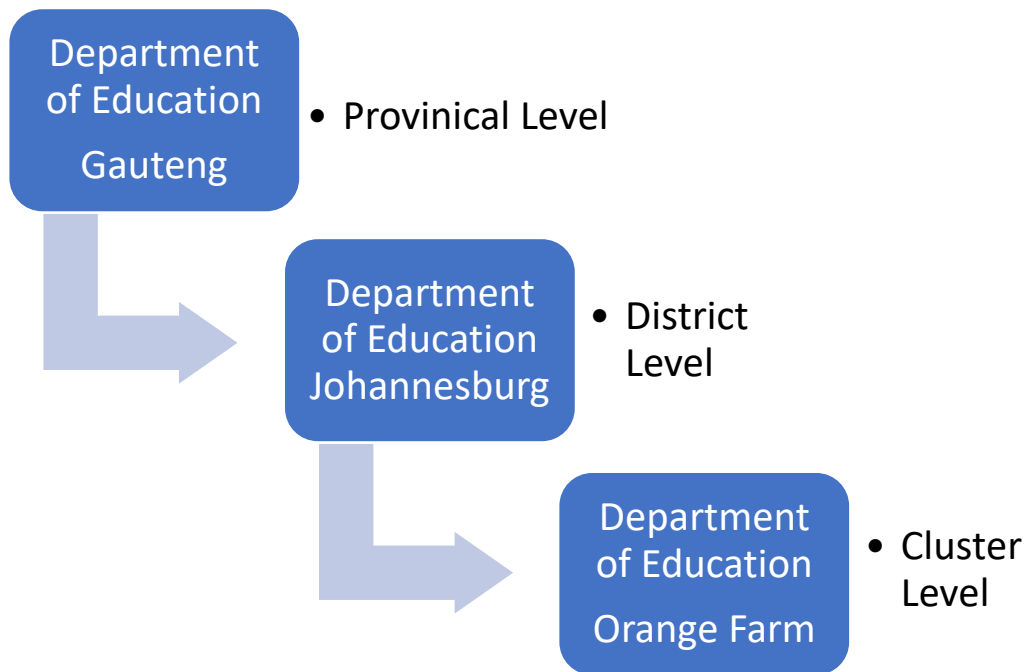 Department
of Education
Gauteng
• Provinical Level
Department
of Education
Johannesburg
• District
Level
Department
of Education
Orange Farm
• Cluster
Level